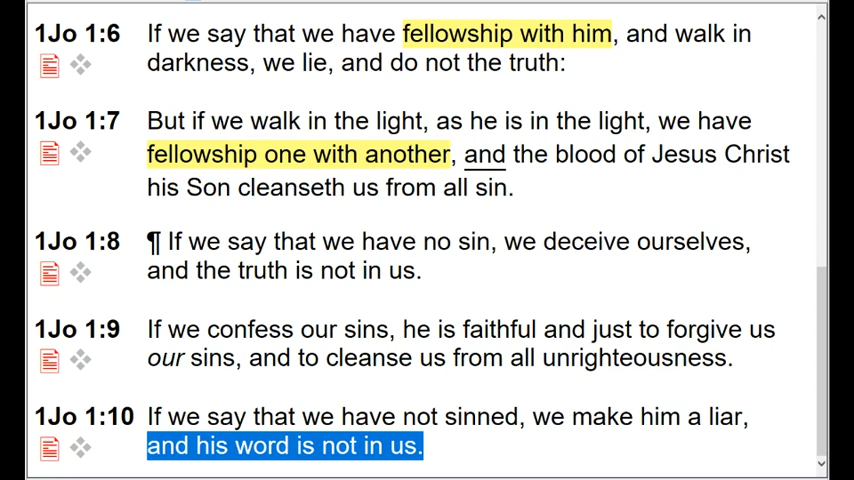 1Jo 1:6 If we say that we have fellowship with him, and walk in
darkness, we lie, and do not the truth:
1Jo 1:7 But if we walk in the light, as he is in the light, we have
fellowship one with another, and the blood of Jesus Christ
his Son cleanseth us from all sin.
1Jo 1:8 ¶ If we say that we have no sin, we deceive ourselves,
and the truth is not in us.
1Jo 1:9 If we confess our sins, he is faithful and just to forgive us
our sins, and to cleanse us from all unrighteousness.
1Jo 1:10 If we say that we have not sinned, we make him a liar,
and his word is not in us.